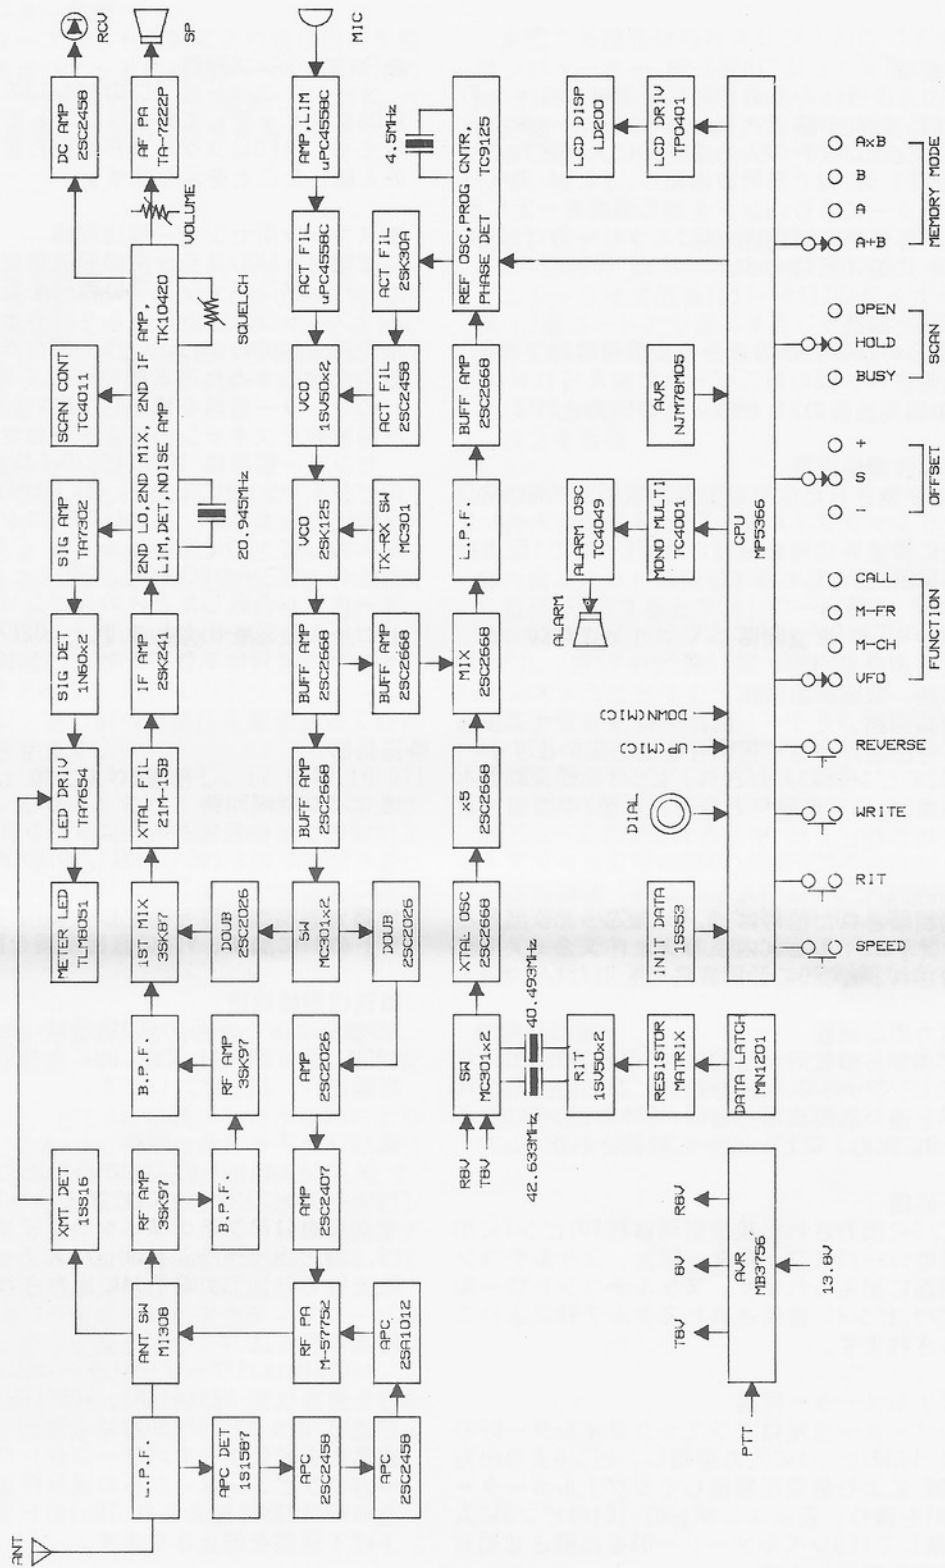 ANT
L.P.F.
ANT SW
MI308
XMT DET
1SS16
RF AMP
3SK97
B.P.F.
RF AMP
3SK97
B.P.F.
1ST MIX
3SK87
XTAL FIL
21M-15B
IF AMP
2SK241
2ND LO,2ND MIX, 2ND IF AMP,
LIM,DET,NOISE AMP TK10420
20.945MHz
SQUELCH
VOLUME
AF PA
TA-7222P
SP
DC AMP
2SC2458
RCV
SCAN CONT
TC4011
SIG AMP
TA7302
SIG DET
1N60x2
LED DRIV
TA7654
METER LED
TLM8051
APC DET
1S1587
APC
2SC2458
APC
2SC2458
APC
2SA1012
RF PA
M-57752
AMP
2SC2407
AMP
2SC2026
DOUB
2SC2026
SW
MC301x2
DOUB
2SC2026
BUFF AMP
2SC2668
BUFF AMP
2SC2668
BUFF AMP
2SC2668
VCO
2SK125
TX-RX SW
MC301
VCO
1SV50x2
ACT FIL
2SC2458
ACT FIL
uPC4558C
ACT FIL
2SK30A
AMP,LIM
uPC4558C
MIC
4.5MHz
R8V
T8V
SW
MC301x2
XTAL OSC
2SC2668
x5
2SC2668
MIX
2SC2668
L.P.F.
BUFF AMP
2SC2668
REF OSC,PROG CNTR,
PHASE DET TC9125
42.633MHz
40.493MHz
RIT
1SV50x2
RESISTOR
MATRIX
DATA LATCH
MN1201
INIT DATA
1S1553
DIAL
UP(MIC)
DOWN(MIC)
ALARM
ALARM OSC
TC4049
MONO MULTI
TC4001
AVR
NJM78M05
LCD DISP
LD200
LCD DRIV
TP0401
CPU
MP5366
PTT
T8V
8V
R8V
AVR
MB3756
13.8V
SPEED
RIT
WRITE
REVERSE
VFO
M-CH
M-FR
CALL
FUNCTION
-
S
+
OFFSET
BUSY
HOLD
OPEN
SCAN
A+B
A
B
AxB
MEMORY MODE